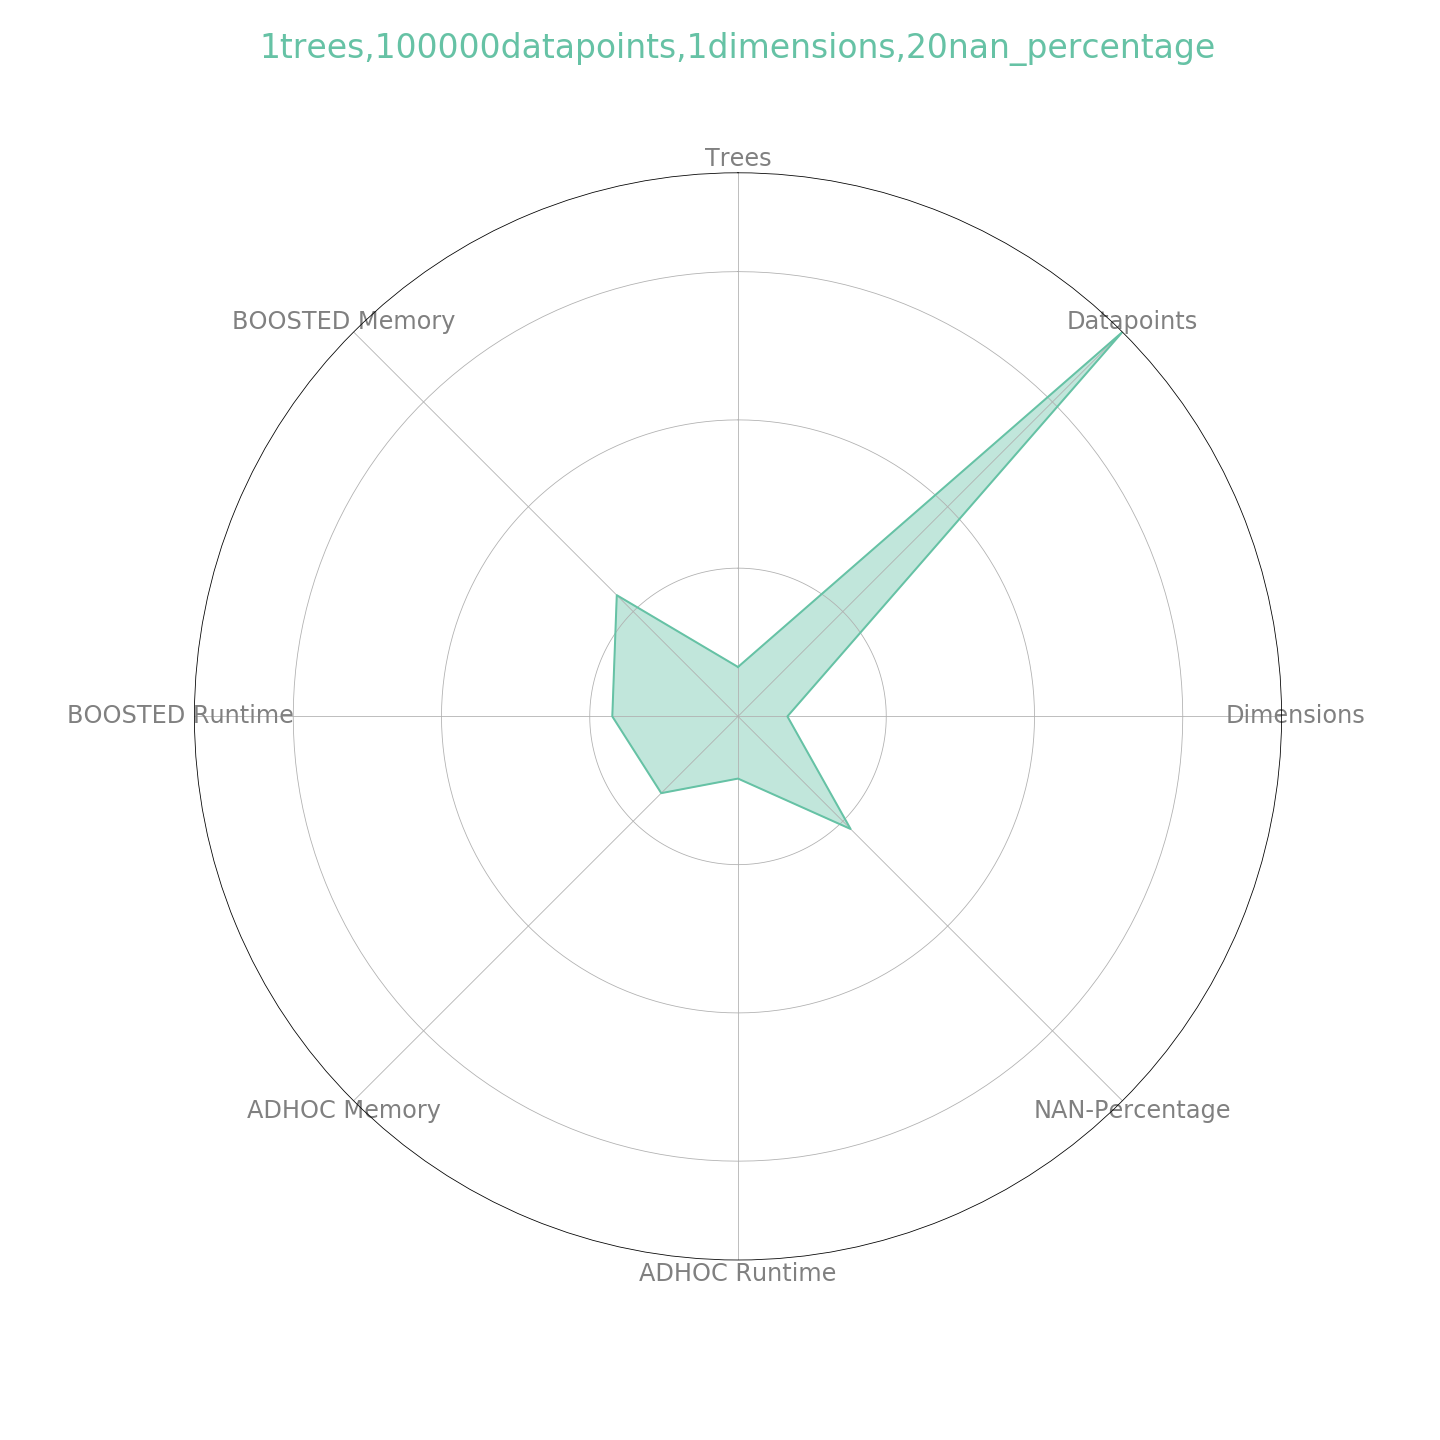 1trees,100000datapoints,1dimensions,20nan_percentage
Trees
BOOSTED Memory
Datapoints
BOOSTED Runtime
Dimensions
ADHOC Memory
NAN-Percentage
ADHOC Runtime